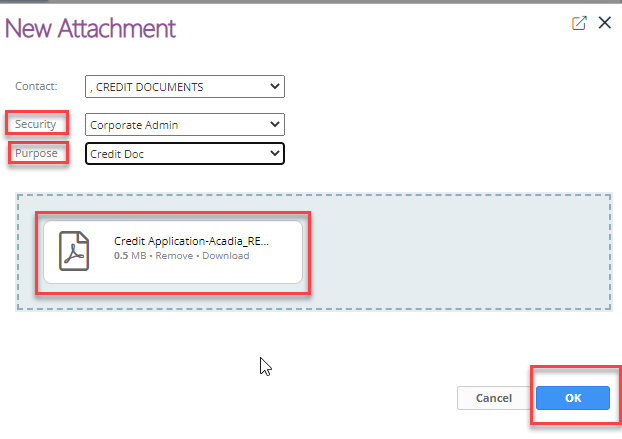 New Attachment
Contact: , CREDIT DOCUMENTS
Security Corporate Admin
Purpose Credit Doc
Credit Application-Acadia_RE...
0.5 MB • Remove • Download
Cancel OK